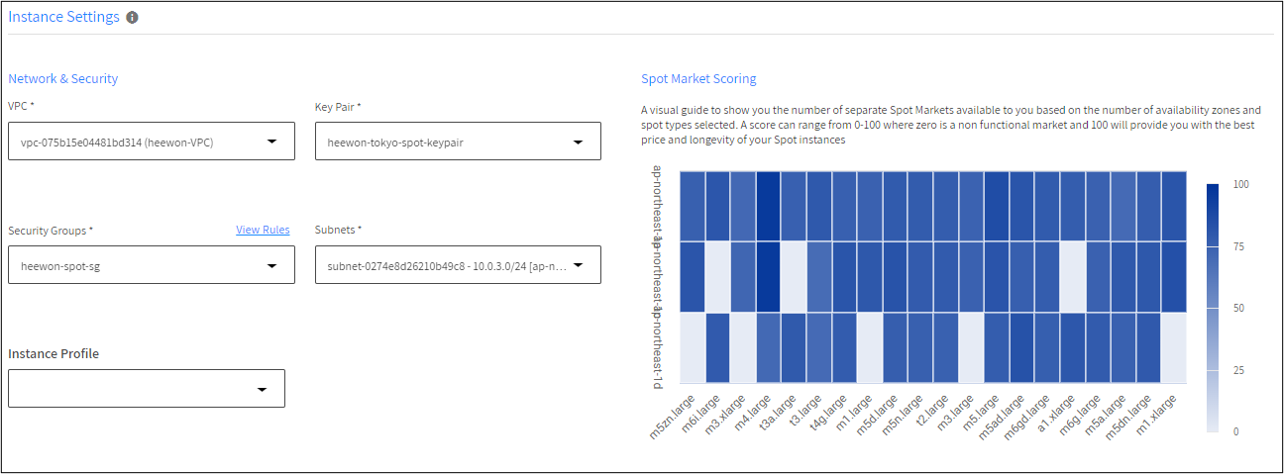 Instance Settings
Network & Security
VPC *
vpc-075b15e04481bd314 (heewon-VPC)
Key Pair *
heewon-tokyo-spot-keypair
Security Groups *
View Rules
heewon-spot-sg
Subnets *
subnet-0274e8d26210b49c8 - 10.0.3.0/24 [ap-n...
Instance Profile
Spot Market Scoring
A visual guide to show you the number of separate Spot Markets available to you based on the number of availability zones and
spot types selected. A score can range from 0-100 where zero is a non functional market and 100 will provide you with the best
price and longevity of your Spot instances
ap-northeast-
ap-northeast-
ap-northeast-1d
m5zn.large
m6i.large
m3.xlarge
m4.large
t3a.large
t3.large
t4g.large
m1.large
m5d.large
m5n.large
t2.large
m3.large
m5.large
m5ad.large
m6gd.large
a1.xlarge
m6g.large
m5a.large
m5dn.large
m1.xlarge
100
75
50
25
0